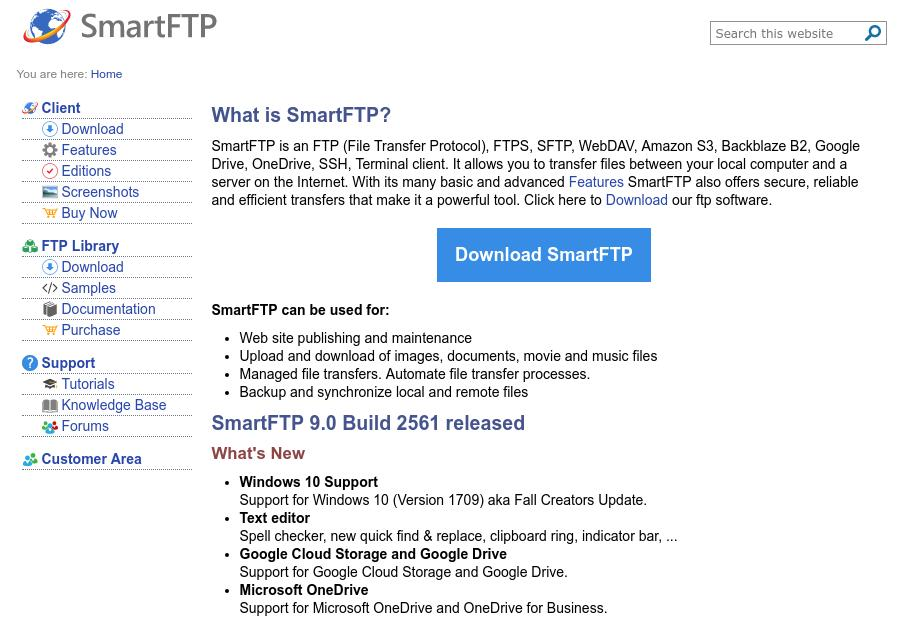 SmartFTP
Search this website
You are here: Home
Client
Download
Features
Editions
Screenshots
Buy Now
FTP Library
Download
Samples
Documentation
Purchase
Support
Tutorials
Knowledge Base
Forums
Customer Area
What is SmartFTP?
SmartFTP is an FTP (File Transfer Protocol), FTPS, SFTP, WebDAV, Amazon S3, Backblaze B2, Google
Drive, OneDrive, SSH, Terminal client. It allows you to transfer files between your local computer and a
server on the Internet. With its many basic and advanced Features SmartFTP also offers secure, reliable
and efficient transfers that make it a powerful tool. Click here to Download our ftp software.
Download SmartFTP
SmartFTP can be used for:
• Web site publishing and maintenance
• Upload and download of images, documents, movie and music files
• Managed file transfers. Automate file transfer processes.
• Backup and synchronize local and remote files
SmartFTP 9.0 Build 2561 released
What's New
• Windows 10 Support
Support for Windows 10 (Version 1709) aka Fall Creators Update.
• Text editor
Spell checker, new quick find & replace, clipboard ring, indicator bar, ...
• Google Cloud Storage and Google Drive
Support for Google Cloud Storage and Google Drive.
• Microsoft OneDrive
Support for Microsoft OneDrive and OneDrive for Business.